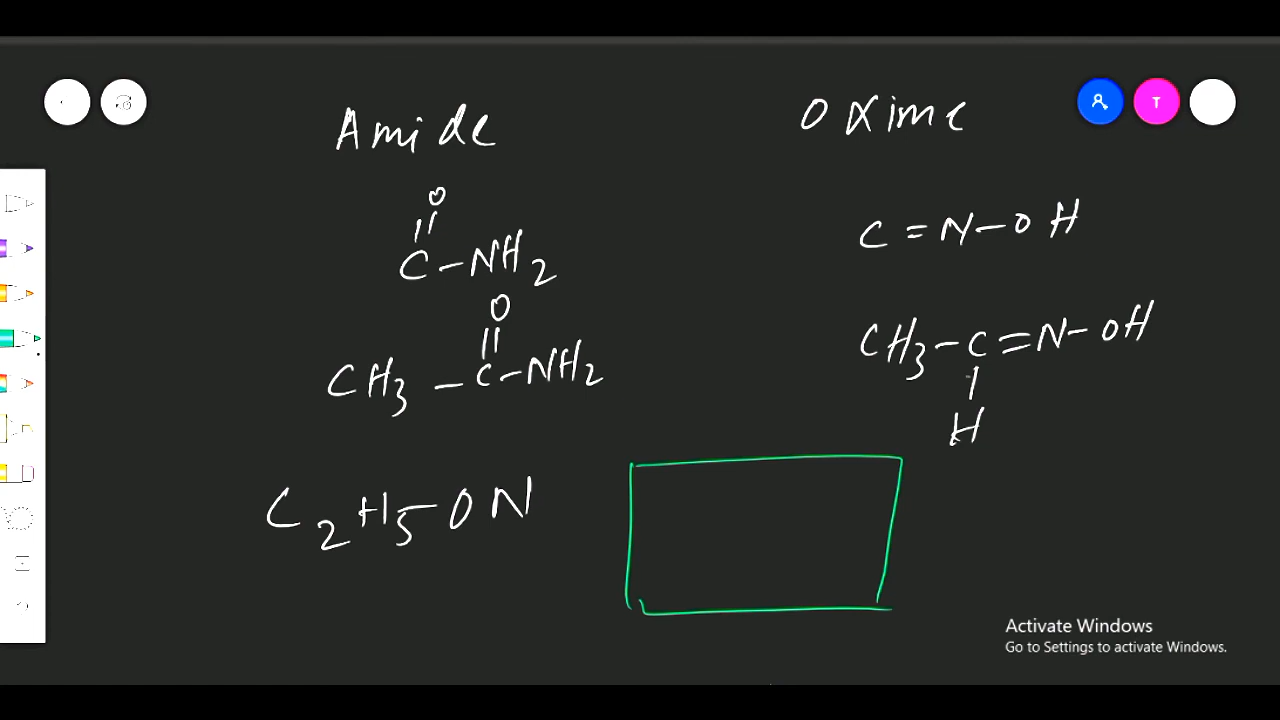 Amide
Oxime
O
||
C-NH2
C=N-OH
O
||
CH3-C-NH2
CH3-C=N-OH
|
H
C2H5ON
T
Activate Windows
Go to Settings to activate Windows.